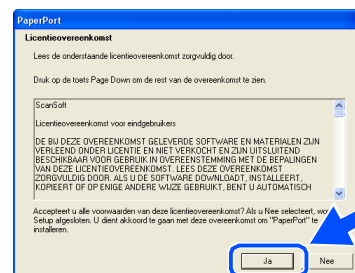 PaperPort
Licentieovereenkomst
Lees de onderstaande licentieovereenkomst zorgvuldig door.
Druk op de toets Page Down om de rest van de overeenkomst te zien.
ScanSoft
Licentieovereenkomst voor eindgebruikers
DE BIJ DEZE OVEREENKOMST GELEVERDE SOFTWARE EN MATERIALEN ZIJN
VERLEEND ONDER LICENTIE EN NIET VERKOCHT EN ZIJN UITSLUITEND
BESCHIKBAAR VOOR GEBRUIK IN OVEREENSTEMMING MET DE BEPALINGEN
VAN DEZE LICENTIEOVEREENKOMST. LEES DEZE OVEREENKOMST
ZORGVULDIG DOOR. ALS U DE SOFTWARE DOWNLOADT, INSTALLEERT,
KOPIEERT OF OP ENIGE ANDERE WIJZE GEBRUIKT, BENT U AUTOMATISCH
Accepteert u alle voorwaarden van deze licentieovereenkomst? Als u Nee selecteert,
Setup afgesloten. U dient akkoord te gaan met deze overeenkomst om "PaperPort" te
installeren.
Ja
Nee